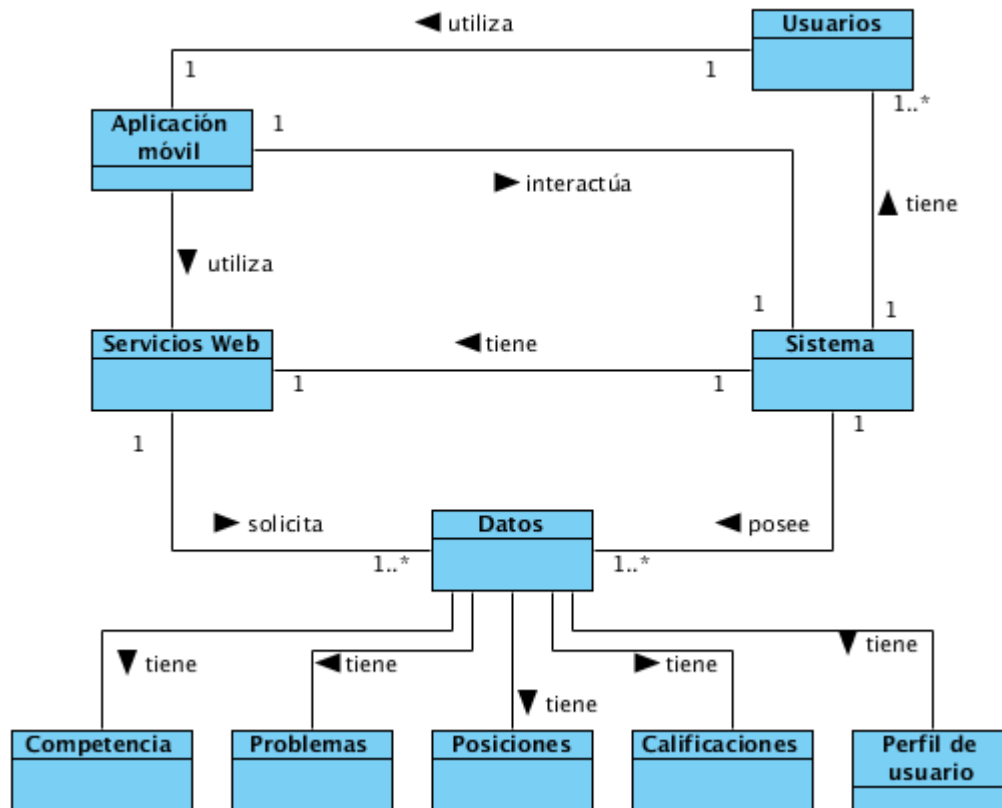 utiliza
Usuarios
1
1
1..*
Aplicación
móvil
1
interactúa
tiene
utiliza
1
1
Servicios Web
tiene
Sistema
1
1
1
1
solicita
Datos
posee
1..*
1..*
tiene
tiene
tiene
tiene
tiene
Competencia
Problemas
Posiciones
Calificaciones
Perfil de
usuario